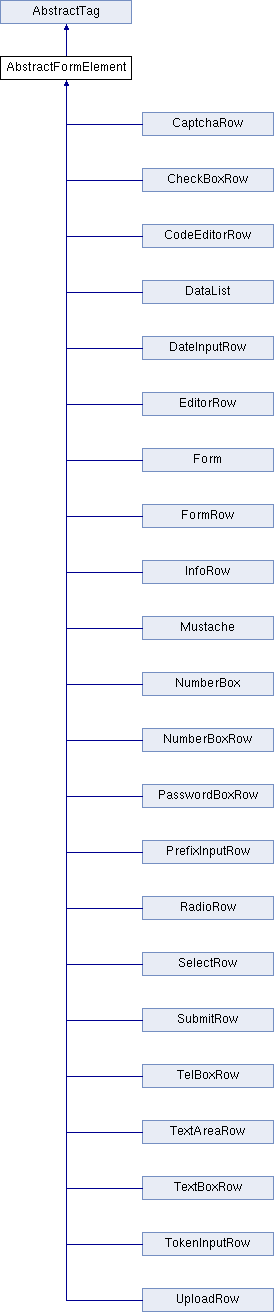 AbstractTag
AbstractFormElement
CaptchaRow
CheckBoxRow
CodeEditorRow
DataList
DateInputRow
EditorRow
Form
FormRow
InfoRow
Mustache
NumberBox
NumberBoxRow
PasswordBoxRow
PrefixInputRow
RadioRow
SelectRow
SubmitRow
TelBoxRow
TextAreaRow
TextBoxRow
TokenInputRow
UploadRow